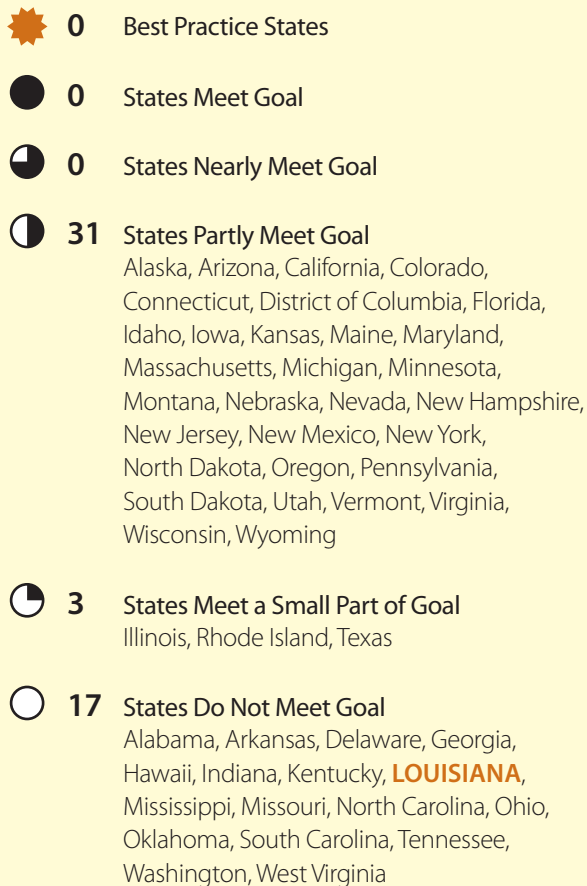 0 Best Practice States
0 States Meet Goal
0 States Nearly Meet Goal
31 States Partly Meet Goal
Alaska, Arizona, California, Colorado,
Connecticut, District of Columbia, Florida,
Idaho, Iowa, Kansas, Maine, Maryland,
Massachusetts, Michigan, Minnesota,
Montana, Nebraska, Nevada, New Hampshire,
New Jersey, New Mexico, New York,
North Dakota, Oregon, Pennsylvania,
South Dakota, Utah, Vermont, Virginia,
Wisconsin, Wyoming
3 States Meet a Small Part of Goal
Illinois, Rhode Island, Texas
17 States Do Not Meet Goal
Alabama, Arkansas, Delaware, Georgia,
Hawaii, Indiana, Kentucky, LOUISIANA,
Mississippi, Missouri, North Carolina, Ohio,
Oklahoma, South Carolina, Tennessee,
Washington, West Virginia